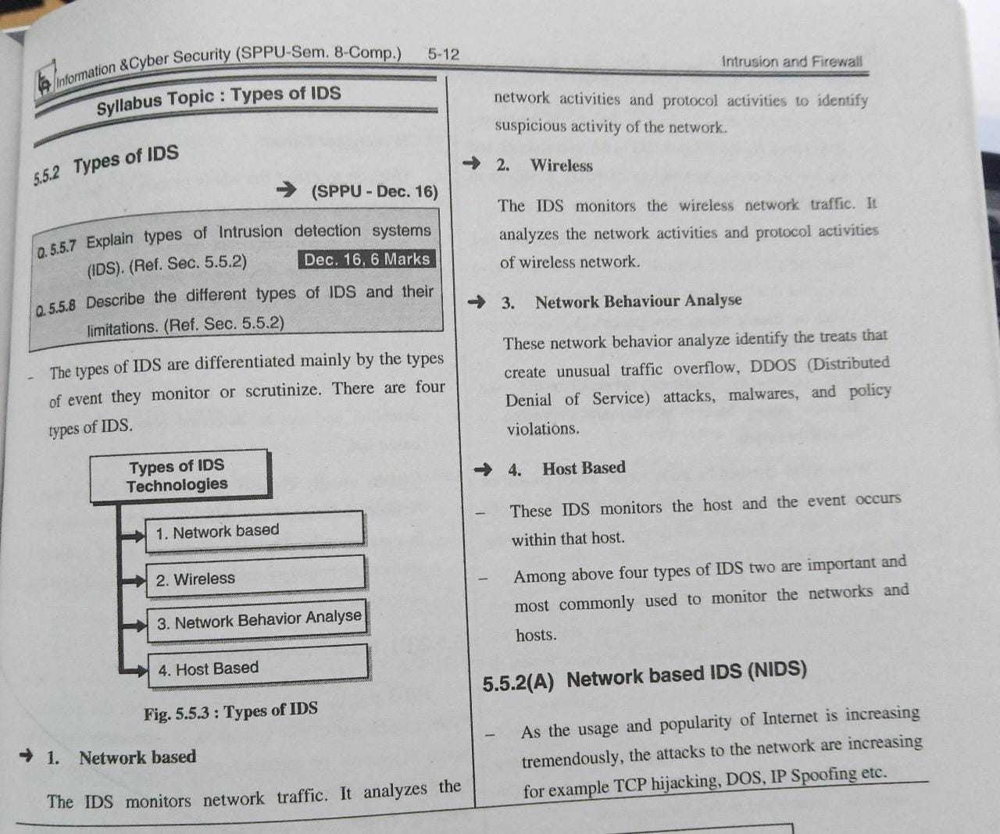 Information &Cyber Security (SPPU-Sem. 8-Comp.) 5-12 Intrusion and Firewall
Syllabus Topic : Types of IDS
5.5.2 Types of IDS
➔ (SPPU - Dec. 16)
Q. 5.5.7 Explain types of Intrusion detection systems
(IDS). (Ref. Sec. 5.5.2) Dec. 16, 6 Marks
Q. 5.5.8 Describe the different types of IDS and their
limitations. (Ref. Sec. 5.5.2)
- The types of IDS are differentiated mainly by the types
of event they monitor or scrutinize. There are four
types of IDS.
Types of IDS
Technologies
1. Network based
2. Wireless
3. Network Behavior Analyse
4. Host Based
Fig. 5.5.3 : Types of IDS
➔ 1. Network based
The IDS monitors network traffic. It analyzes the
network activities and protocol activities to identify
suspicious activity of the network.
➔ 2. Wireless
The IDS monitors the wireless network traffic. It
analyzes the network activities and protocol activities
of wireless network.
➔ 3. Network Behaviour Analyse
These network behavior analyze identify the treats that
create unusual traffic overflow, DDOS (Distributed
Denial of Service) attacks, malwares, and policy
violations.
➔ 4. Host Based
– These IDS monitors the host and the event occurs
within that host.
– Among above four types of IDS two are important and
most commonly used to monitor the networks and
hosts.
5.5.2(A) Network based IDS (NIDS)
– As the usage and popularity of Internet is increasing
tremendously, the attacks to the network are increasing
for example TCP hijacking, DOS, IP Spoofing etc.